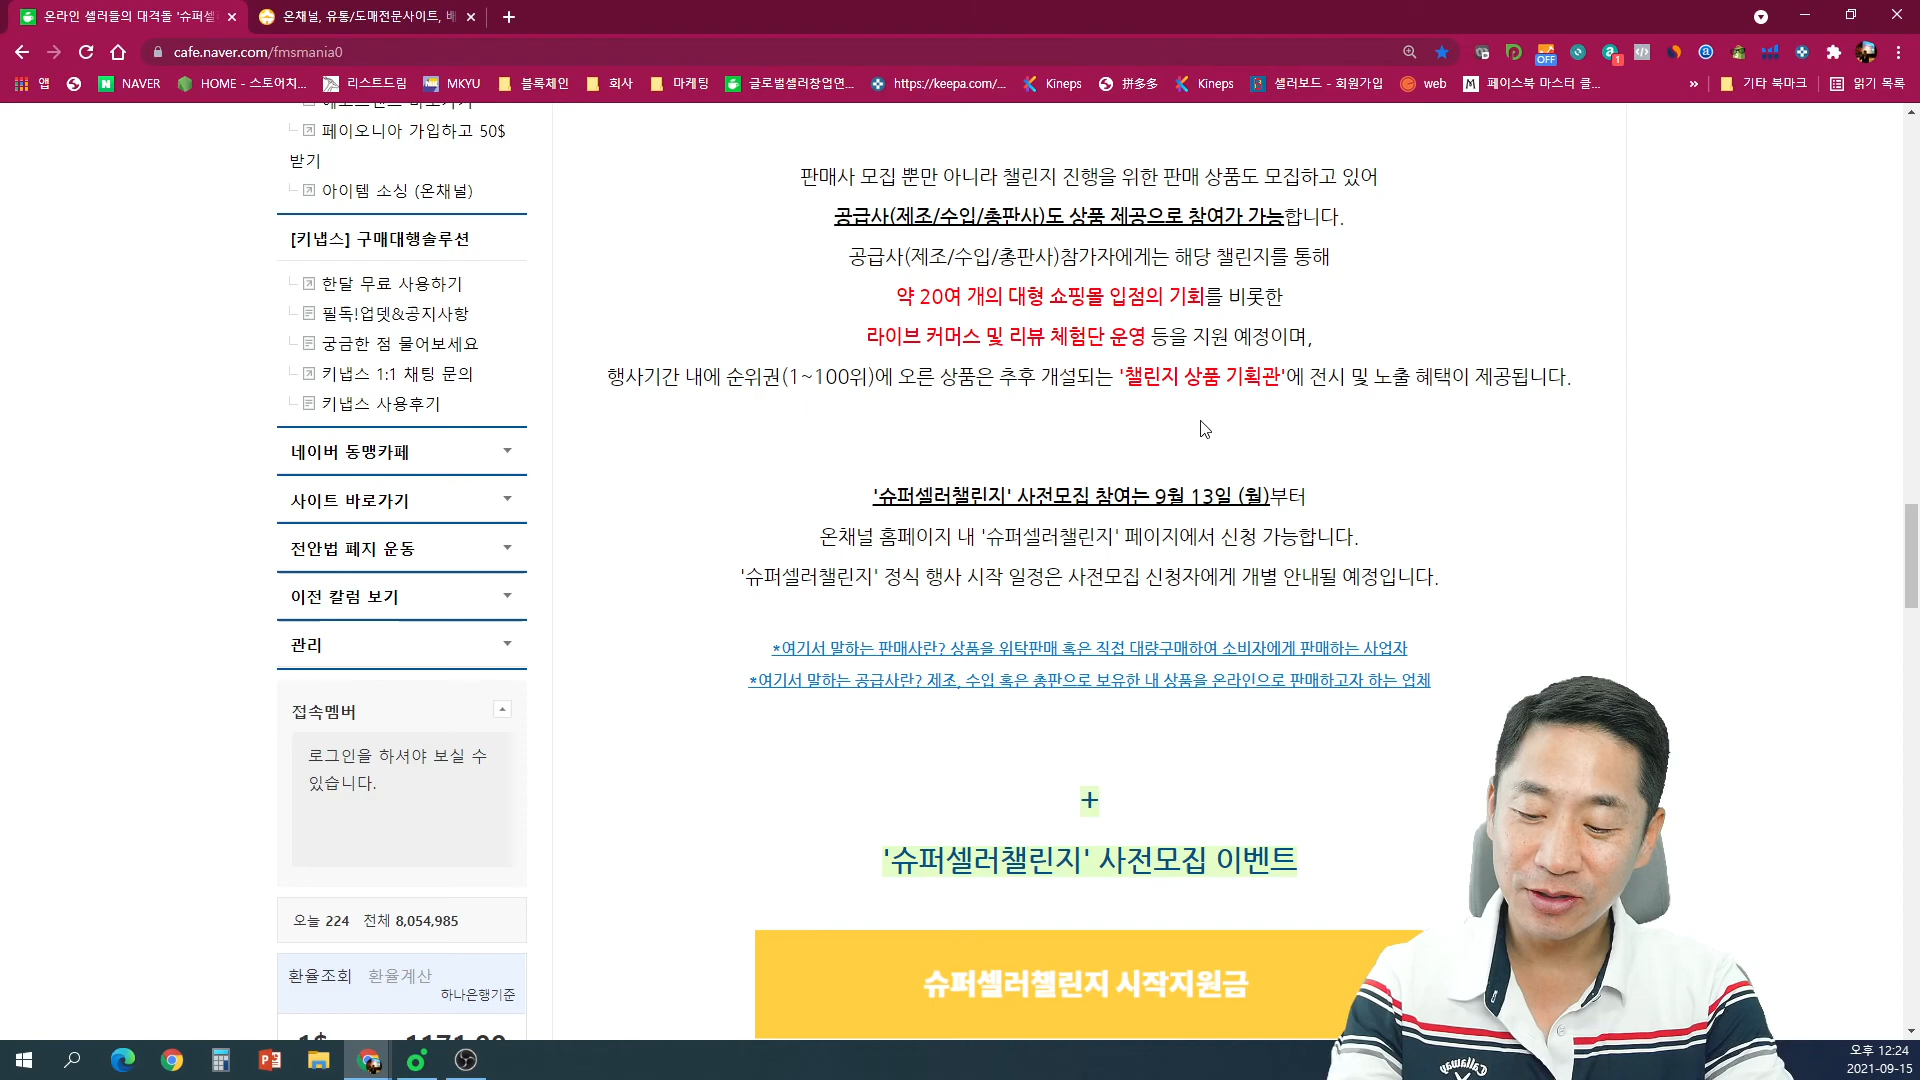 온라인 셀러들의 대격돌 '슈퍼셀
온채널, 유통/도매전문사이트, 배
cafe.naver.com/fmsmania0
OFF
1
앱
NAVER
HOME - 스토어치...
리스트드림
MKYU
블록체인
회사
마케팅
글로벌셀러창업연...
https://keepa.com/...
Kineps
拼多多
Kineps
셀러보드 - 회원가입
web
페이스북 마스터 클...
»
기타 북마크
읽기 목록
페이오니아 가입하고 50$
받기
아이템 소싱 (온채널)
[키냅스] 구매대행솔루션
한달 무료 사용하기
필독!업뎃&공지사항
궁금한 점 물어보세요
키냅스 1:1 채팅 문의
키냅스 사용후기
네이버 동맹카페
사이트 바로가기
전안법 폐지 운동
이전 칼럼 보기
관리
접속멤버
로그인을 하셔야 보실 수
있습니다.
오늘 224 전체 8,054,985
환율조회 환율계산
하나은행기준
판매사 모집 뿐만 아니라 챌린지 진행을 위한 판매 상품도 모집하고 있어
공급사(제조/수입/총판사)도 상품 제공으로 참여가 가능합니다.
공급사(제조/수입/총판사)참가자에게는 해당 챌린지를 통해
약 20여 개의 대형 쇼핑몰 입점의 기회를 비롯한
라이브 커머스 및 리뷰 체험단 운영 등을 지원 예정이며,
행사기간 내에 순위권(1~100위)에 오른 상품은 추후 개설되는 '챌린지 상품 기획관'에 전시 및 노출 혜택이 제공됩니다.
'슈퍼셀러챌린지' 사전모집 참여는 9월 13일 (월)부터
온채널 홈페이지 내 '슈퍼셀러챌린지' 페이지에서 신청 가능합니다.
'슈퍼셀러챌린지' 정식 행사 시작 일정은 사전모집 신청자에게 개별 안내될 예정입니다.
*여기서 말하는 판매사란? 상품을 위탁판매 혹은 직접 대량구매하여 소비자에게 판매하는 사업자
*여기서 말하는 공급사란? 제조, 수입 혹은 총판으로 보유한 내 상품을 온라인으로 판매하고자 하는 업체
+
'슈퍼셀러챌린지' 사전모집 이벤트
슈퍼셀러챌린지 시작지원금
Callaway
오후 12:24
2021-09-15